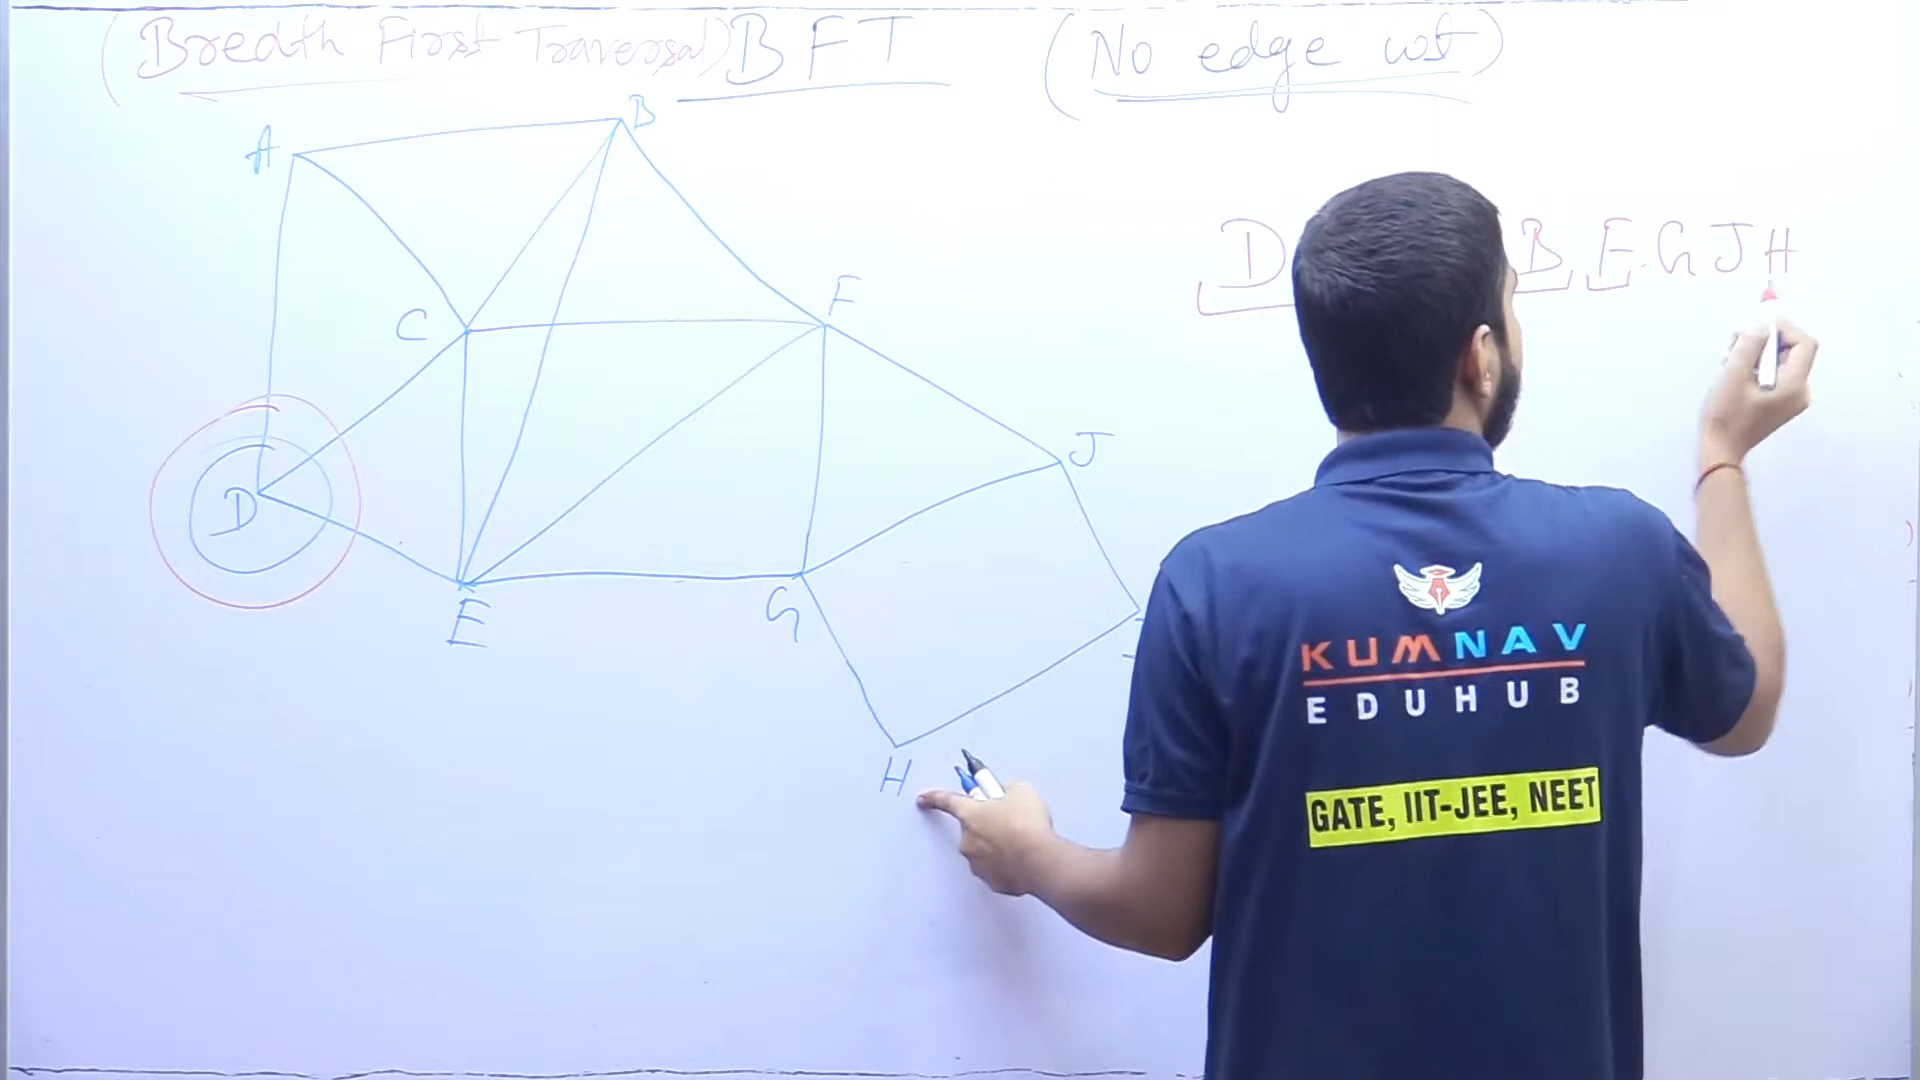 (Bredth First Traversal) BFT (No edge wt)
B
A
D B F G J H
F
C
J
D
E
G
KUMNAV
EDUHUB
H
GATE, IIT-JEE, NEET